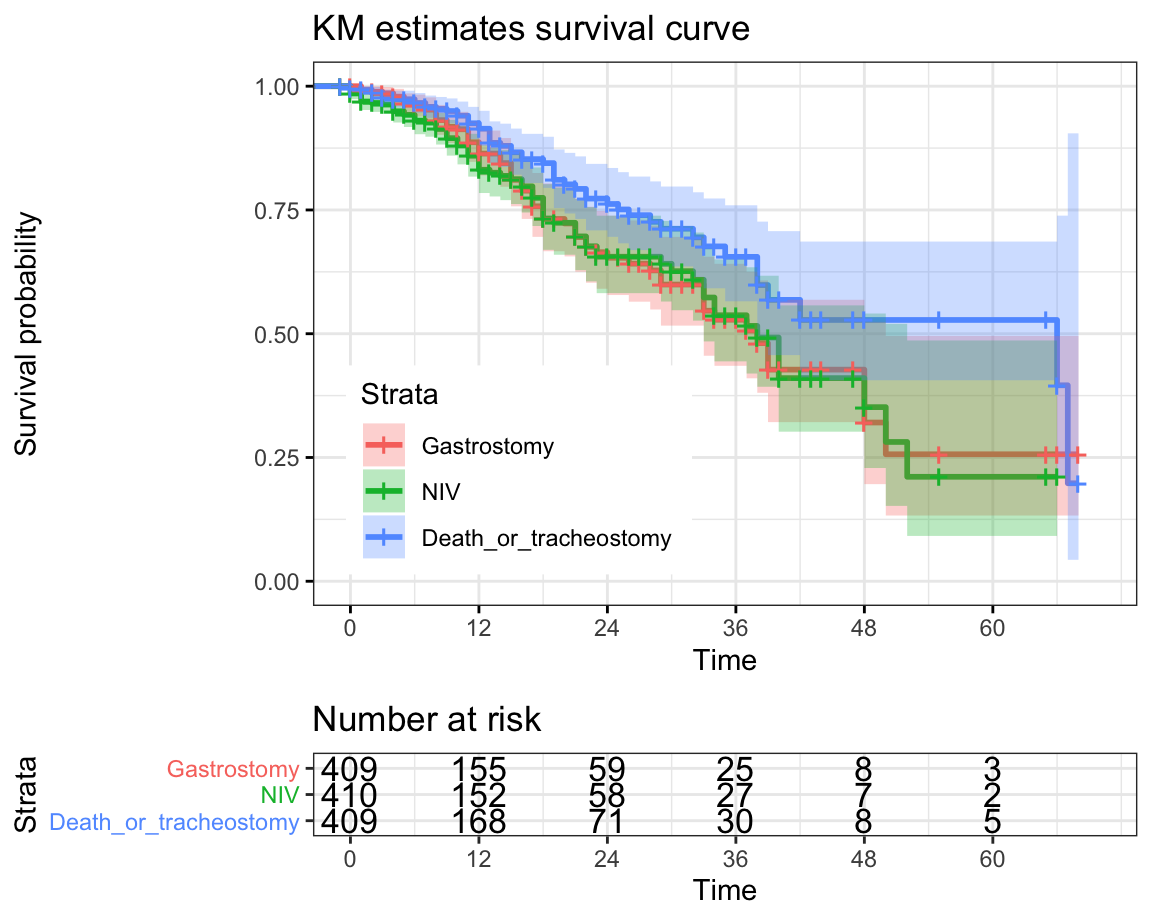 KM estimates survival curve
Survival probability
1.00
0.75
0.50
0.25
0.00
Strata
Gastrostomy
NIV
Death_or_tracheostomy
0 12 24 36 48 60
Time
Number at risk
Strata
Gastrostomy 409 155 59 25 8 3
NIV 410 152 58 27 7 2
Death_or_tracheostomy 409 168 71 30 8 5
0 12 24 36 48 60
Time